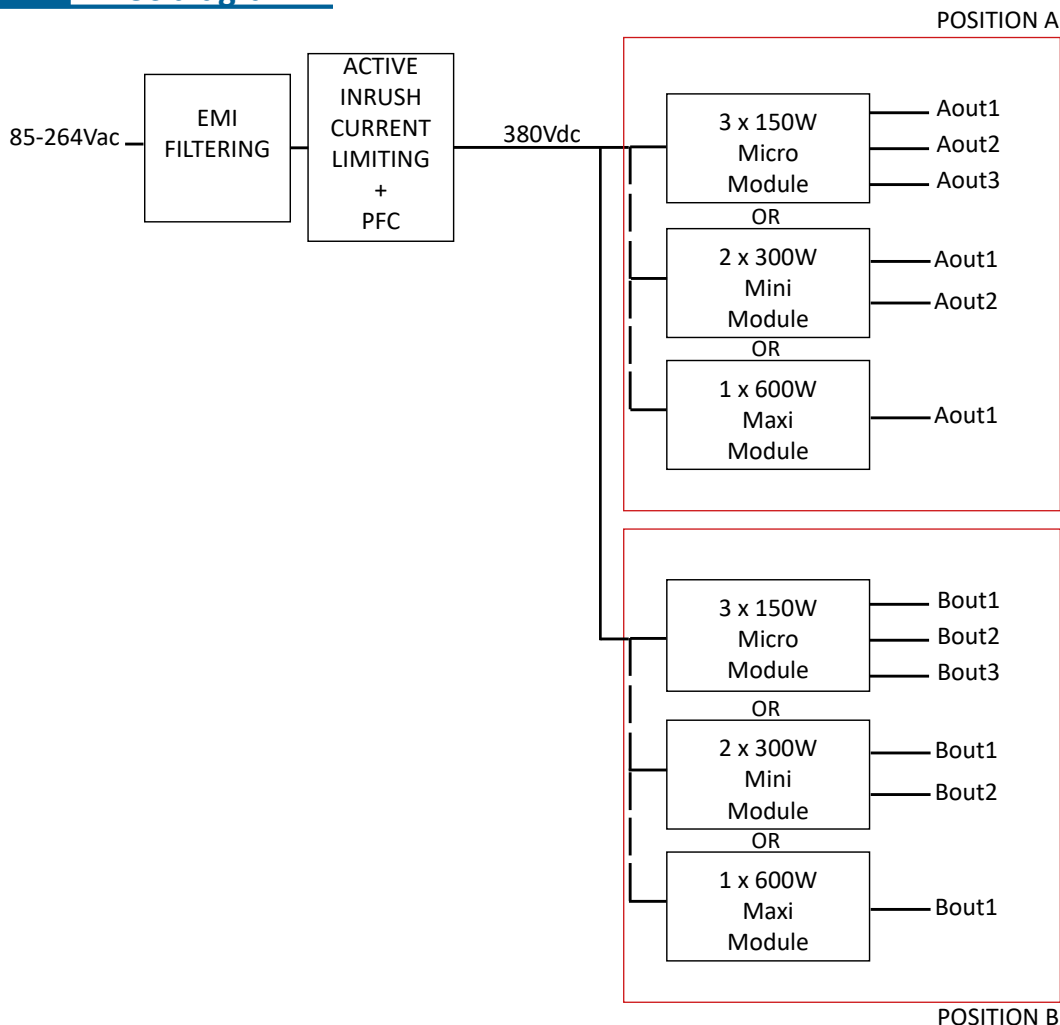 POSITION A
85-264Vac
EMI
FILTERING
ACTIVE
INRUSH
CURRENT
LIMITING
+
PFC
380Vdc
3 x 150W
Micro
Module
Aout1
Aout2
Aout3
OR
2 x 300W
Mini
Module
Aout1
Aout2
OR
1 x 600W
Maxi
Module
Aout1
3 x 150W
Micro
Module
Bout1
Bout2
Bout3
OR
2 x 300W
Mini
Module
Bout1
Bout2
OR
1 x 600W
Maxi
Module
Bout1
POSITION B